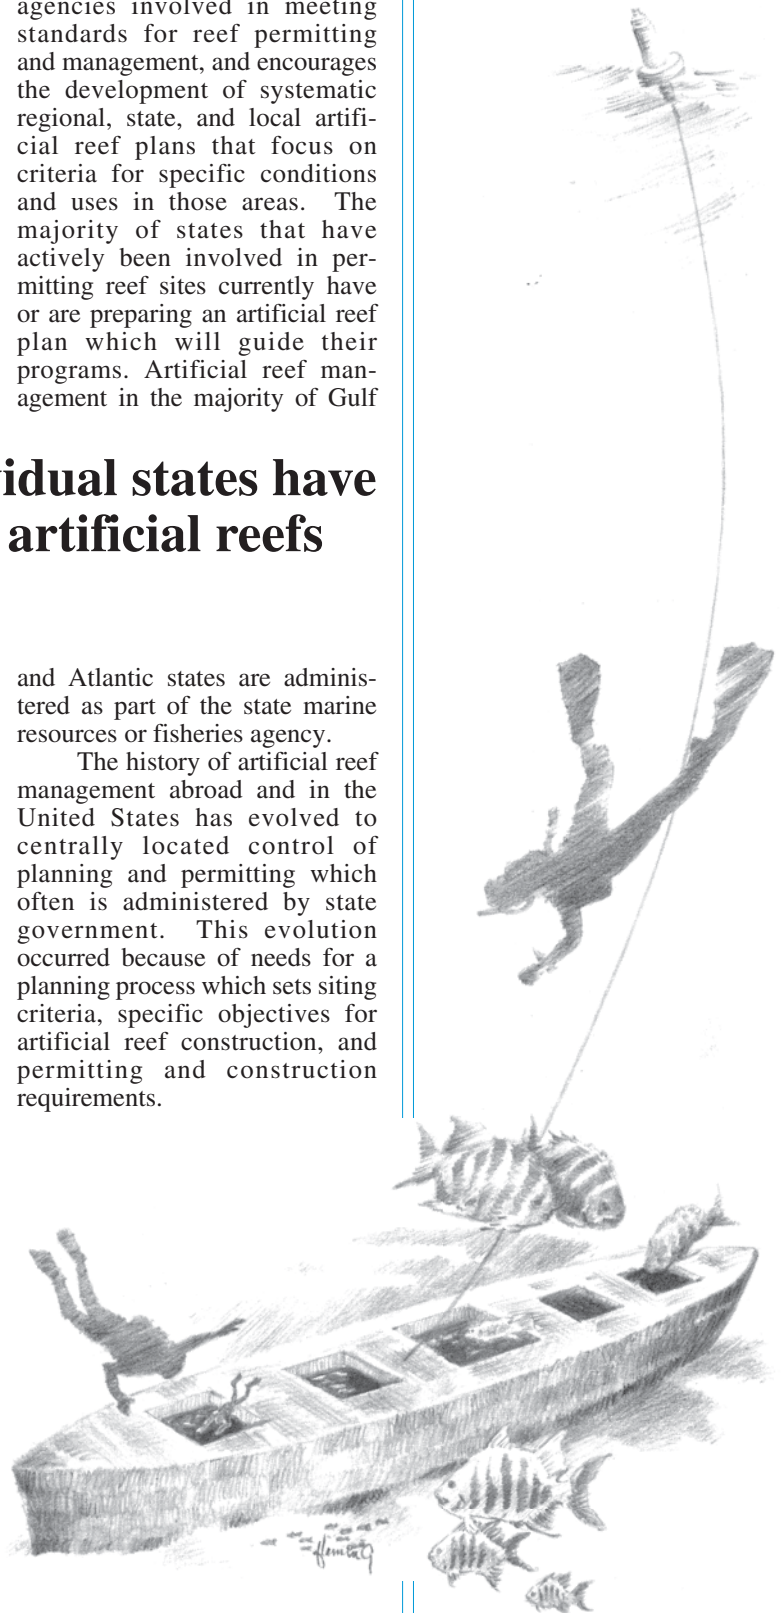 agencies involved in meeting
standards for reef permitting
and management, and encourages
the development of systematic
regional, state, and local artifi-
cial reef plans that focus on
criteria for specific conditions
and uses in those areas.  The
majority of states that have
actively been involved in per-
mitting reef sites currently have
or are preparing an artificial reef
plan which will guide their
programs. Artificial reef man-
agement in the majority of Gulf
vidual states have
artificial reefs
and Atlantic states are adminis-
tered as part of the state marine
resources or fisheries agency.
The history of artificial reef
management abroad and in the
United States has evolved to
centrally located control of
planning and permitting which
often is administered by state
government.  This evolution
occurred because of needs for a
planning process which sets siting
criteria, specific objectives for
artificial reef construction, and
permitting and construction
requirements.